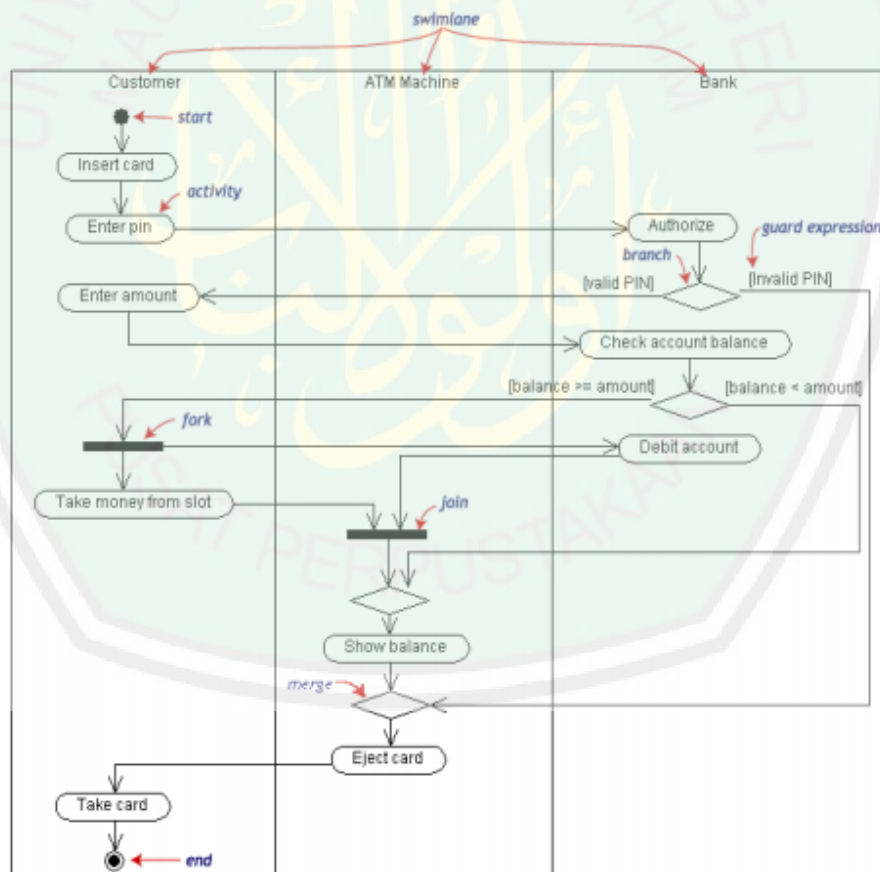 swimlane
Customer
ATM Machine
Bank
start
Insert card
activity
Enter pin
Authorize
guard expression
branch
[valid PIN]
[Invalid PIN]
Enter amount
Check account balance
[balance >= amount]
[balance < amount]
fork
Debit account
Take money from slot
join
Show balance
merge
Eject card
Take card
end
PUSAT PERPUSTAKAAN